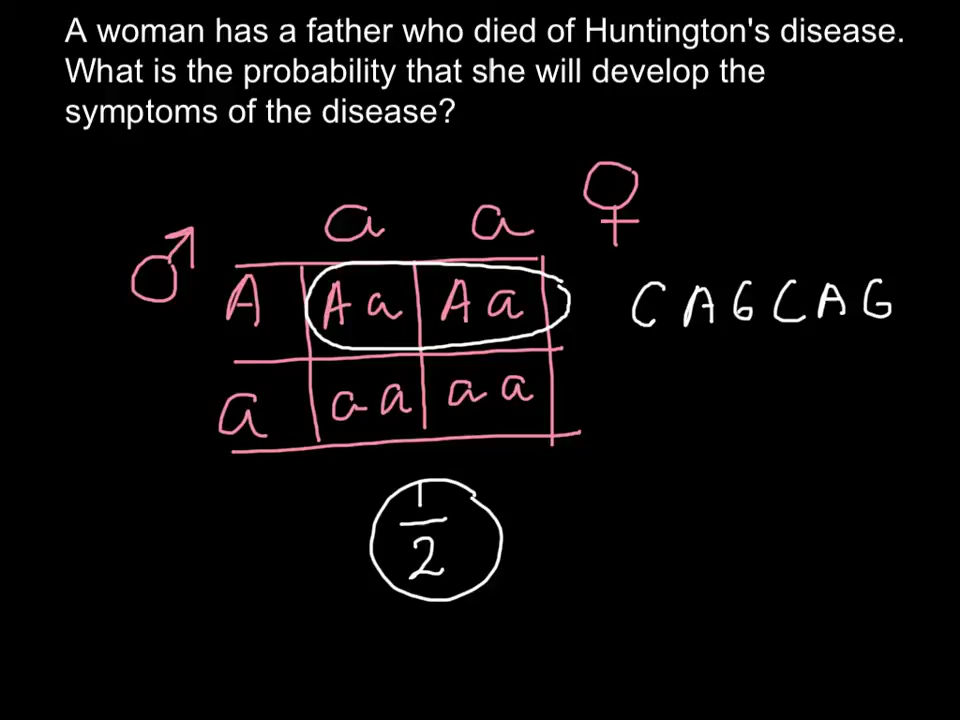 A woman has a father who died of Huntington's disease.
What is the probability that she will develop the
symptoms of the disease?
♀
a a
♂
A Aa Aa CAGCAG
a aa aa
1
2